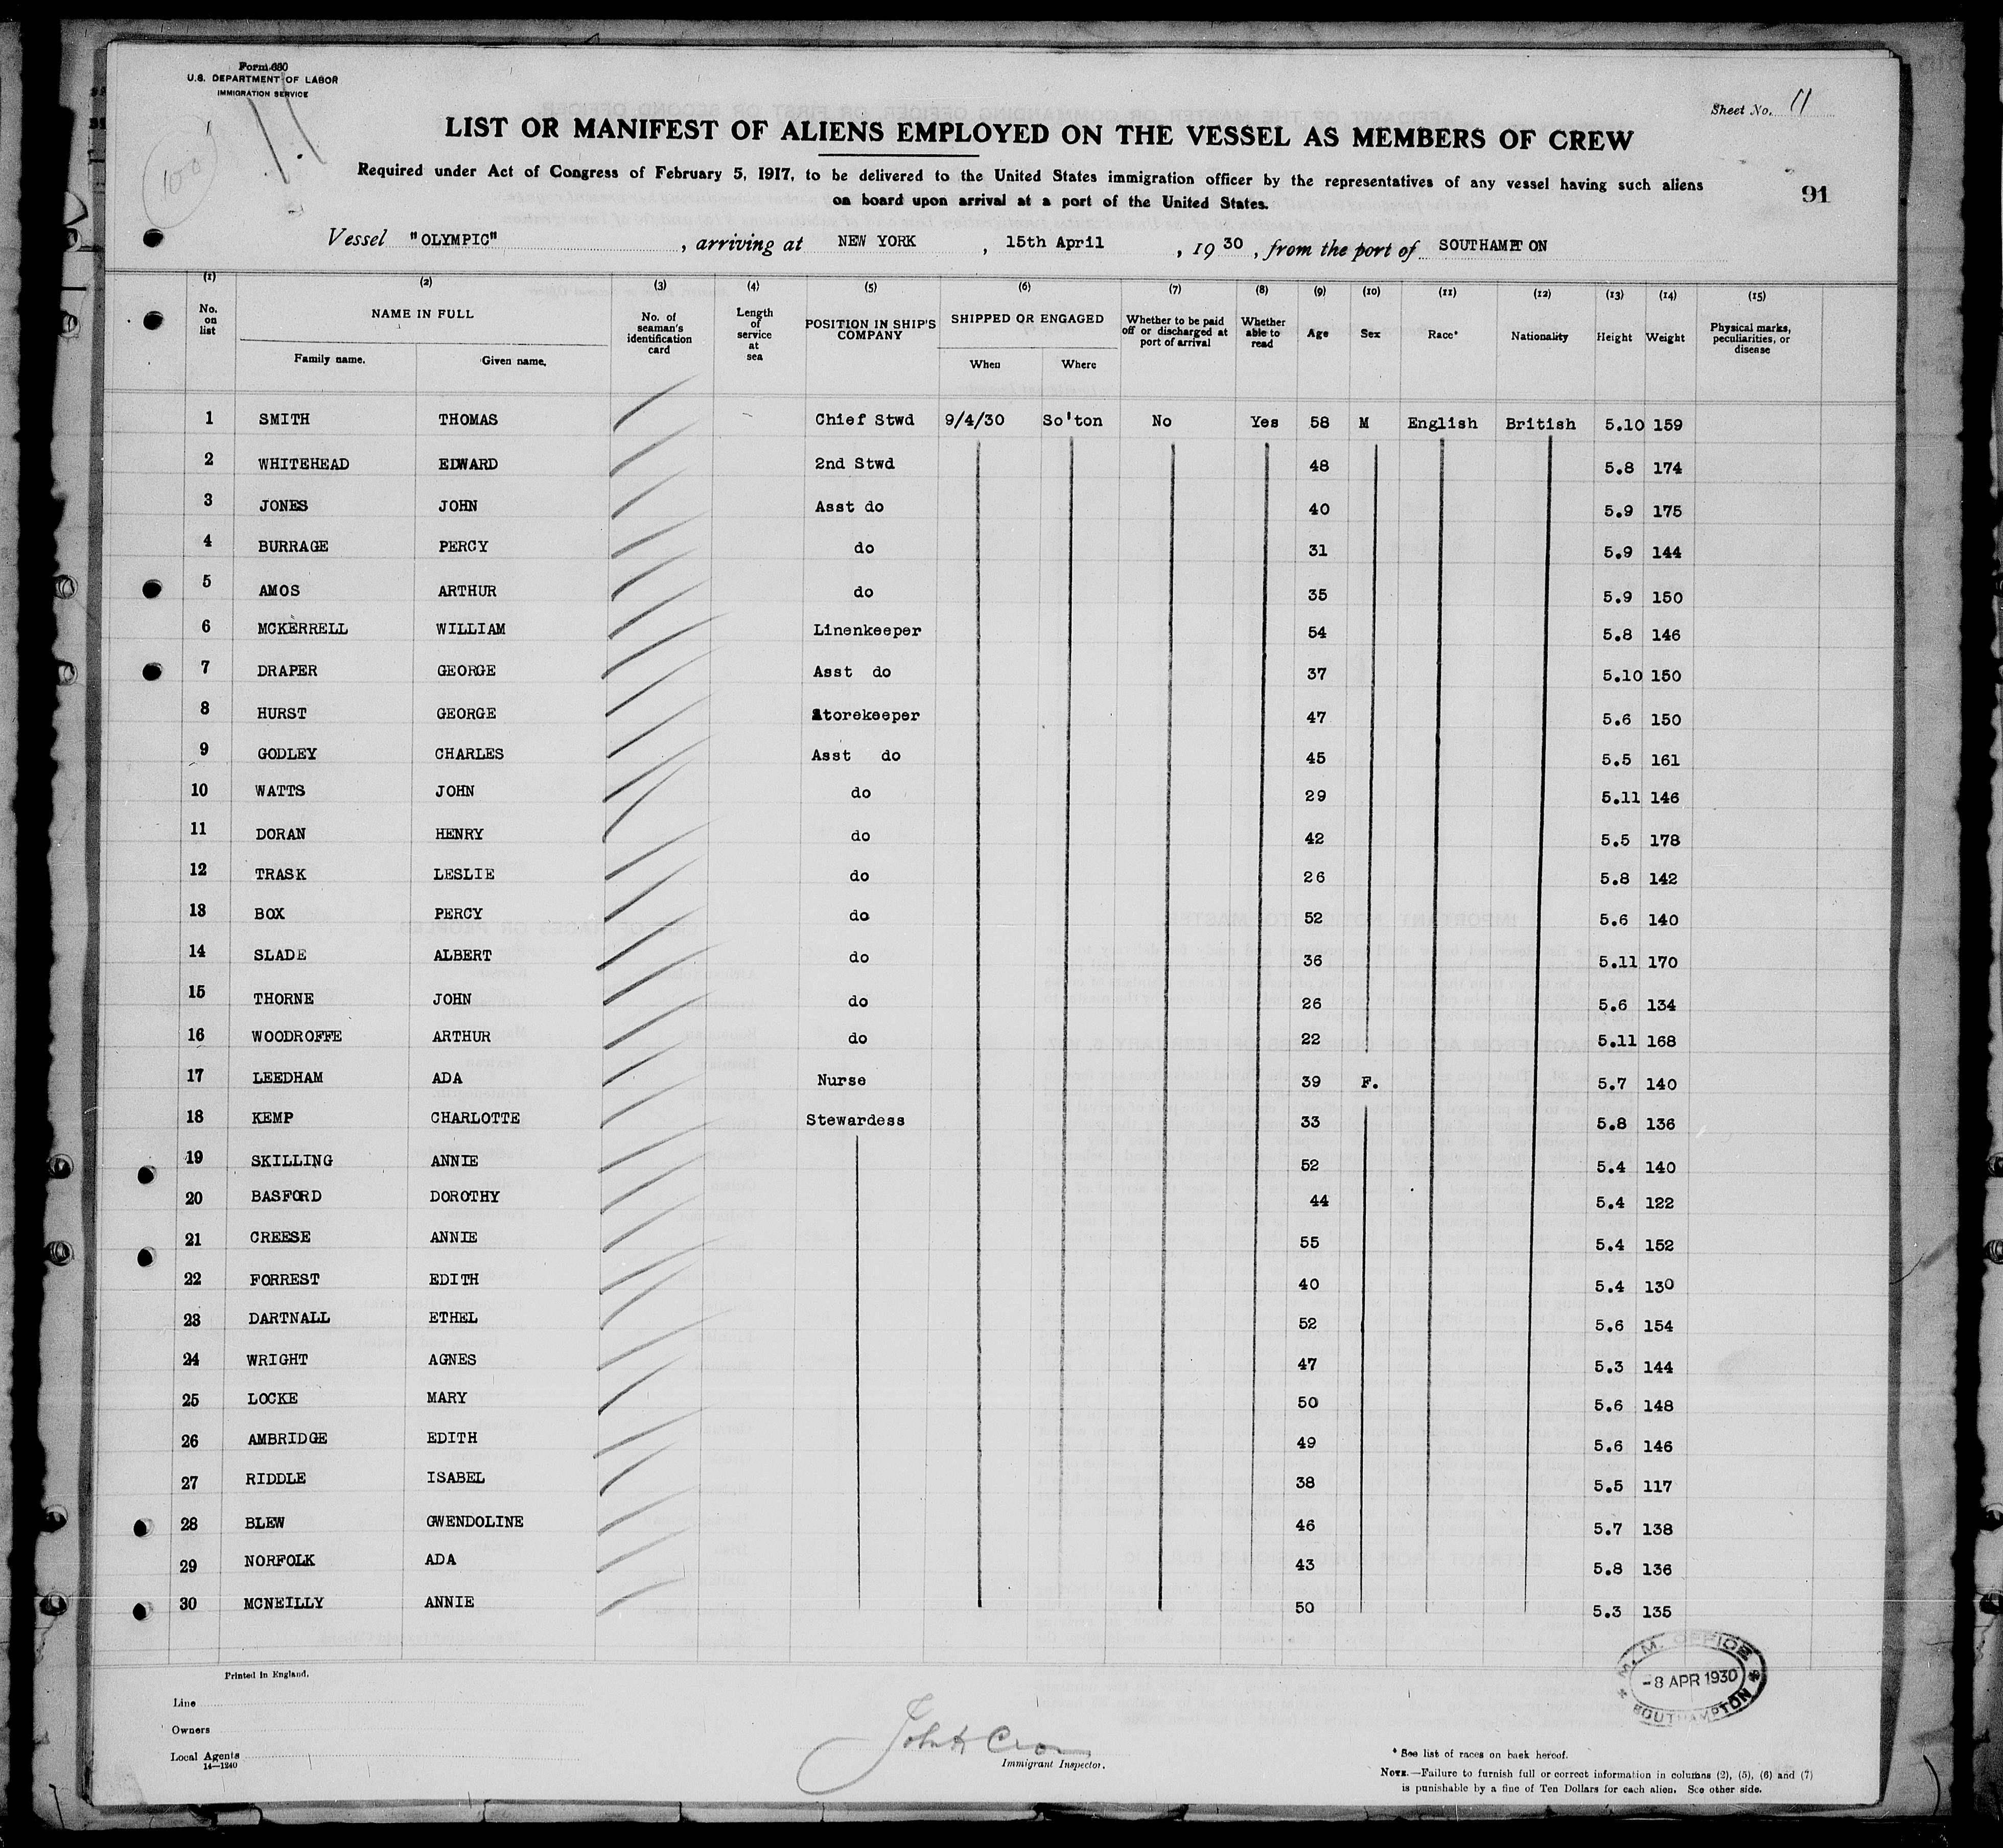 Form 680
U.S. DEPARTMENT OF LABOR
IMMIGRATION SERVICE
Sheet No. 11
LIST OR MANIFEST OF ALIENS EMPLOYED ON THE VESSEL AS MEMBERS OF CREW
Required under Act of Congress of February 5, 1917, to be delivered to the United States immigration officer by the representatives of any vessel having such aliens
on board upon arrival at a port of the United States.
100
91
Vessel "OLYMPIC", arriving at NEW YORK, 15th April, 1930, from the port of SOUTHAMPTON
(1) (2) (3) (4) (5) (6) (7) (8) (9) (10) (11) (12) (13) (14) (15)
No. on list NAME IN FULL Family name. Given name. No. of seaman's identification card Length of service at sea POSITION IN SHIP'S COMPANY SHIPPED OR ENGAGED When Where Whether to be paid off or discharged at port of arrival Whether able to read Age Sex Race* Nationality Height Weight Physical marks, peculiarities, or disease
1 SMITH THOMAS Chief Stwd 9/4/30 So'ton No Yes 58 M English British 5.10 159
2 WHITEHEAD EDWARD 2nd Stwd 48 5.8 174
3 JONES JOHN Asst do 40 5.9 175
4 BURRAGE PERCY do 31 5.9 144
5 AMOS ARTHUR do 35 5.9 150
6 MCKERRELL WILLIAM Linenkeeper 54 5.8 146
7 DRAPER GEORGE Asst do 37 5.10 150
8 HURST GEORGE Storekeeper 47 5.6 150
9 GODLEY CHARLES Asst do 45 5.5 161
10 WATTS JOHN do 29 5.11 146
11 DORAN HENRY do 42 5.5 178
12 TRASK LESLIE do 26 5.8 142
13 BOX PERCY do 52 5.6 140
14 SLADE ALBERT do 36 5.11 170
15 THORNE JOHN do 26 5.6 134
16 WOODROFFE ARTHUR do 22 5.11 168
17 LEEDHAM ADA Nurse 39 F. 5.7 140
18 KEMP CHARLOTTE Stewardess 33 5.8 136
19 SKILLING ANNIE 52 5.4 140
20 BASFORD DOROTHY 44 5.4 122
21 CREESE ANNIE 55 5.4 152
22 FORREST EDITH 40 5.4 130
23 DARTNALL ETHEL 52 5.6 154
24 WRIGHT AGNES 47 5.3 144
25 LOCKE MARY 50 5.6 148
26 AMBRIDGE EDITH 49 5.6 146
27 RIDDLE ISABEL 38 5.5 117
28 BLEW GWENDOLINE 46 5.7 138
29 NORFOLK ADA 43 5.8 136
30 MCNEILLY ANNIE 50 5.3 135
Printed in England.
M. M. OFFICE
-8 APR 1930
SOUTHAMPTON
Line
Owners
Local Agents
14—1240
Immigrant Inspector.
* See list of races on back hereof.
NOTE.—Failure to furnish full or correct information in columns (2), (5), (6) and (7)
is punishable by a fine of Ten Dollars for each alien. See other side.